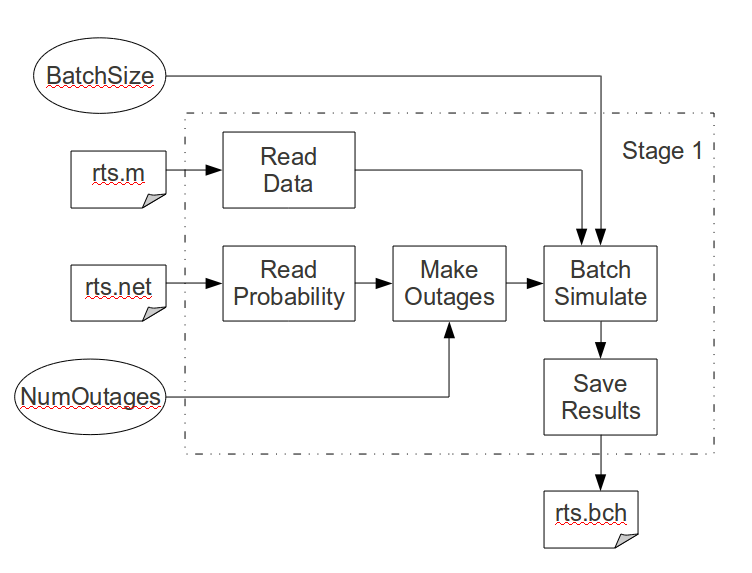 BatchSize
Stage 1
rts.m
Read
Data
rts.net
Read
Probability
Make
Outages
Batch
Simulate
NumOutages
Save
Results
rts.bch